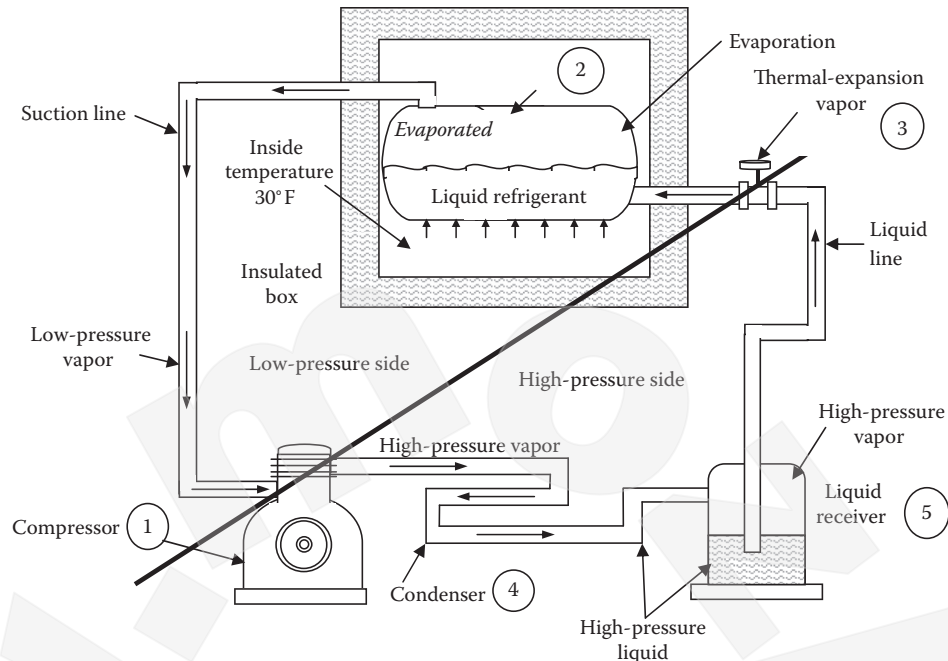 Evaporation
2
Thermal-expansion
vapor
3
Suction line
Evaporated
Inside
temperature
30° F
Liquid refrigerant
Liquid
line
Insulated
box
Low-pressure
vapor
Low-pressure side
High-pressure side
High-pressure
vapor
High-pressure vapor
Liquid
receiver
5
Compressor
1
Condenser
4
High-pressure
liquid